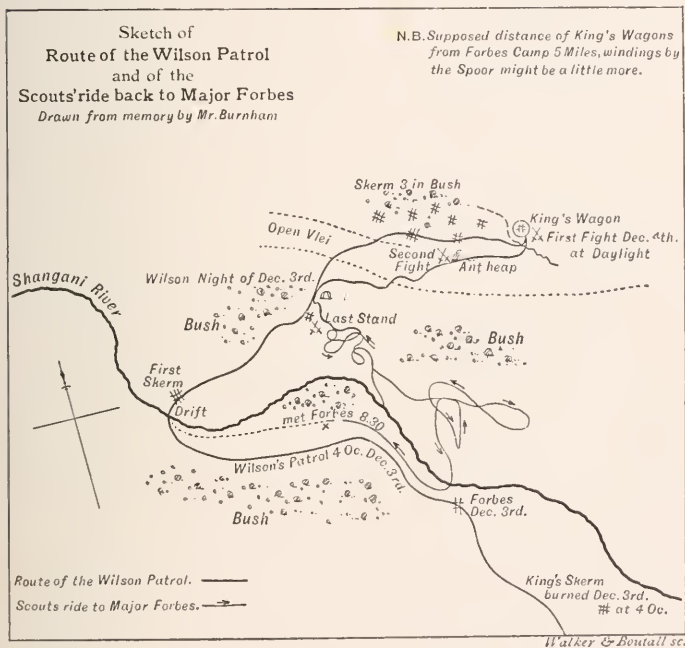 Sketch of
Route of the Wilson Patrol
and of the
Scouts' ride back to Major Forbes
Drawn from memory by Mr. Burnham
N.B. Supposed distance of King's Wagons
from Forbes Camp 5 Miles, windings by
the Spoor might be a little more.
Skerm 3 in Bush
King's Wagon
First Fight Dec. 4th.
at Daylight
Open Vlei
Second
Fight
Ant heap
Shangani River
Wilson Night of Dec. 3rd.
Bush
Last Stand
Bush
First
Skerm
Drift
met Forbes 8.30
Wilson's Patrol 4 Oc. Dec. 3rd.
Bush
Forbes
Dec. 3rd.
Route of the Wilson Patrol.
Scouts ride to Major Forbes.
King's Skerm
burned Dec. 3rd.
at 4 Oc.
Walker & Boutall sc.